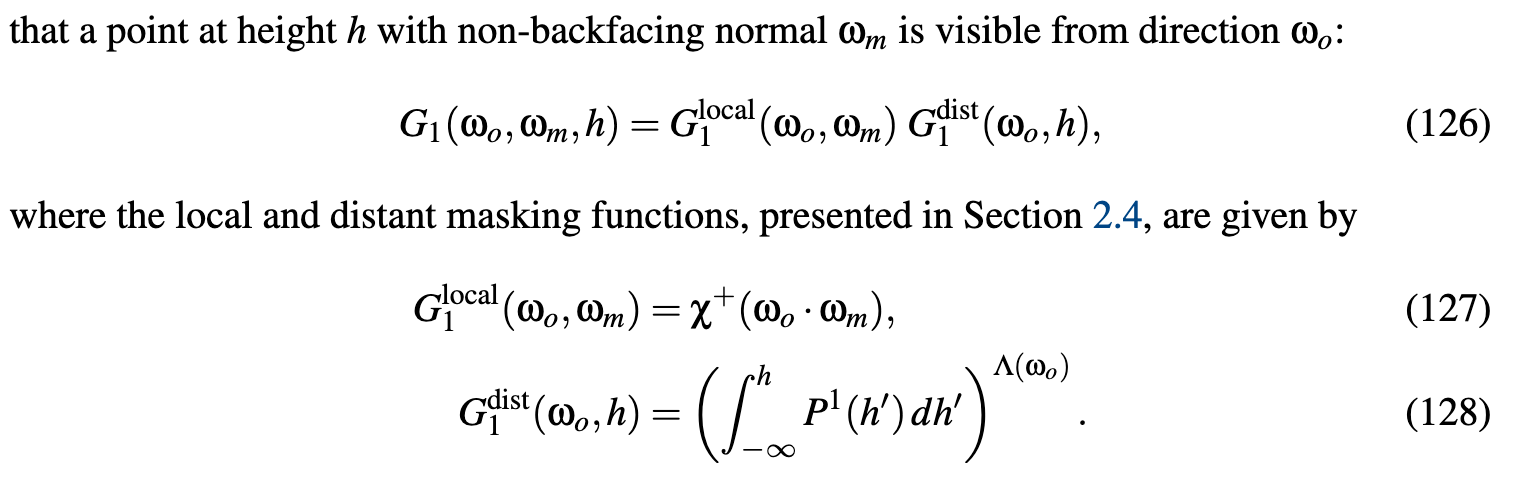 that a point at height h with non-backfacing normal ωₘ is visible from direction ωₒ:
G₁(ωₒ, ωₘ, h) = G₁^local(ωₒ, ωₘ) G₁^dist(ωₒ, h), (126)
where the local and distant masking functions, presented in Section 2.4, are given by
G₁^local(ωₒ, ωₘ) = χ⁺(ωₒ · ωₘ), (127)
G₁^dist(ωₒ, h) = (∫_{−∞}^{h} P¹(h′) dh′)^{Λ(ωₒ)}. (128)